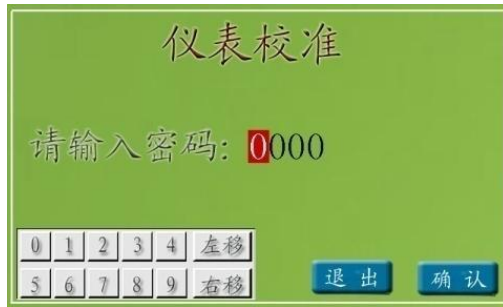 仪表校准
请输入密码: 0000
0 1 2 3 4 左移
5 6 7 8 9 右移
退出 确认